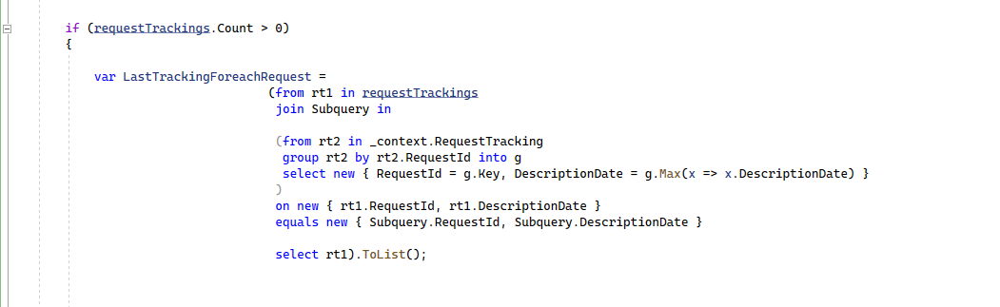 if (requestTrackings.Count > 0)
{
var LastTrackingForeachRequest =
(from rt1 in requestTrackings
join Subquery in
(from rt2 in _context.RequestTracking
group rt2 by rt2.RequestId into g
select new { RequestId = g.Key, DescriptionDate = g.Max(x => x.DescriptionDate) }
)
on new { rt1.RequestId, rt1.DescriptionDate }
equals new { Subquery.RequestId, Subquery.DescriptionDate }
select rt1).ToList();